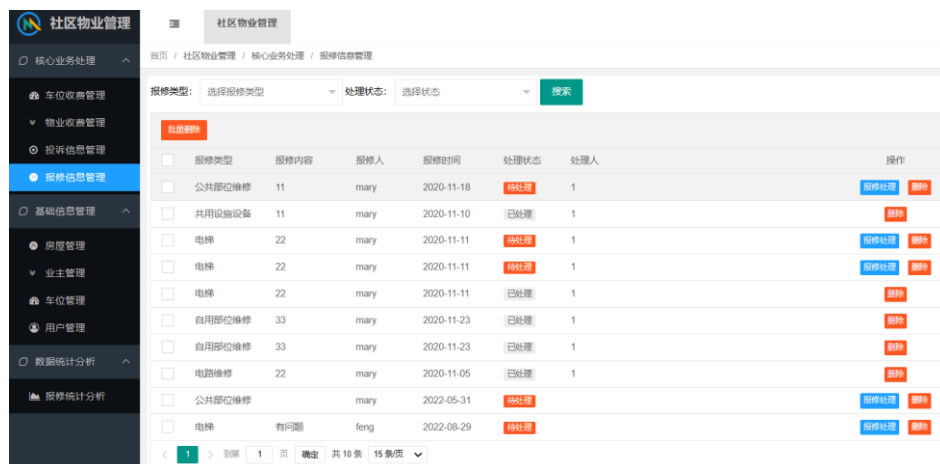 社区物业管理
社区物业管理
首页 / 社区物业管理 / 核心业务处理 / 报修信息管理
核心业务处理
车位收费管理
物业收费管理
投诉信息管理
报修信息管理
基础信息管理
房屋管理
业主管理
车位管理
用户管理
数据统计分析
报修统计分析
报修类型： 选择报修类型 处理状态： 选择状态 搜索
批量删除
报修类型 报修内容 报修人 报修时间 处理状态 处理人 操作
公共部位维修 11 mary 2020-11-18 待处理 1 报修处理 删除
共用设施设备 11 mary 2020-11-10 已处理 1 删除
电梯 22 mary 2020-11-11 待处理 1 报修处理 删除
电梯 22 mary 2020-11-11 待处理 1 报修处理 删除
电梯 22 mary 2020-11-11 已处理 1 删除
自用部位维修 33 mary 2020-11-23 已处理 1 删除
自用部位维修 33 mary 2020-11-23 已处理 1 删除
电路维修 22 mary 2020-11-05 已处理 1 删除
公共部位维修 mary 2022-05-31 待处理 报修处理 删除
电梯 有问题 feng 2022-08-29 待处理 报修处理 删除
1 到第 1 页 确定 共 10 条 15 条/页